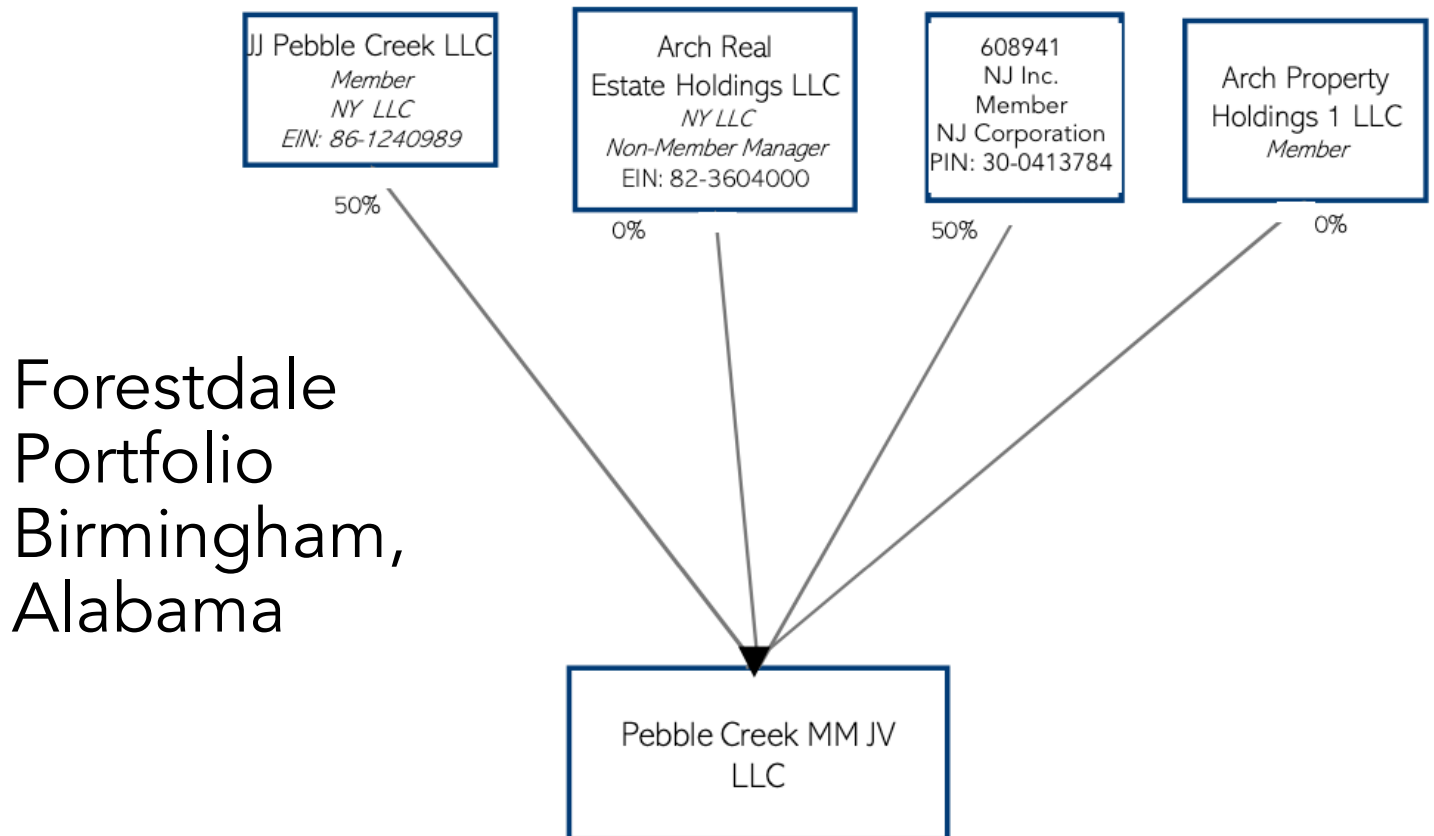 JJ Pebble Creek LLC
Member
NY LLC
EIN: 86-1240989
50%
Arch Real
Estate Holdings LLC
NY LLC
Non-Member Manager
EIN: 82-3604000
0%
608941
NJ Inc.
Member
NJ Corporation
PIN: 30-0413784
50%
Arch Property
Holdings 1 LLC
Member
0%
Forestdale
Portfolio
Birmingham,
Alabama
Pebble Creek MM JV
LLC